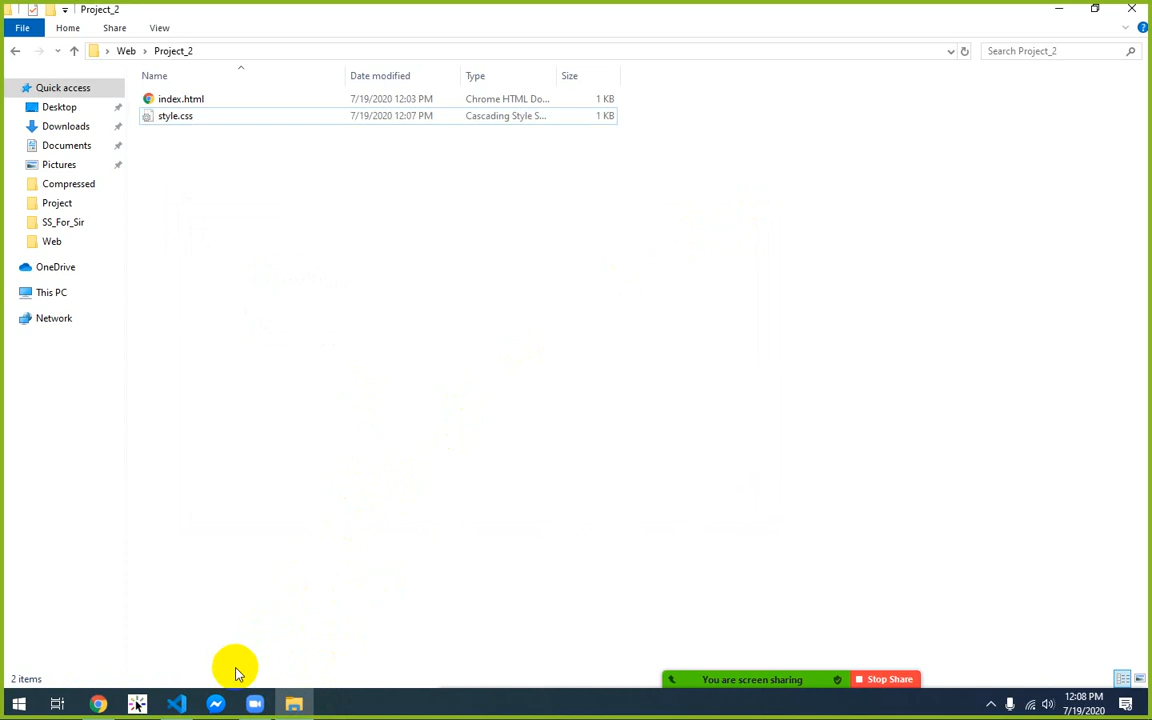 Project_2
File Home Share View
Web Project_2 Search Project_2
Name Date modified Type Size
index.html 7/19/2020 12:03 PM Chrome HTML Do... 1 KB
style.css 7/19/2020 12:07 PM Cascading Style S... 1 KB
Quick access
Desktop
Downloads
Documents
Pictures
Compressed
Project
SS_For_Sir
Web
OneDrive
This PC
Network
2 items
You are screen sharing Stop Share
12:08 PM
7/19/2020